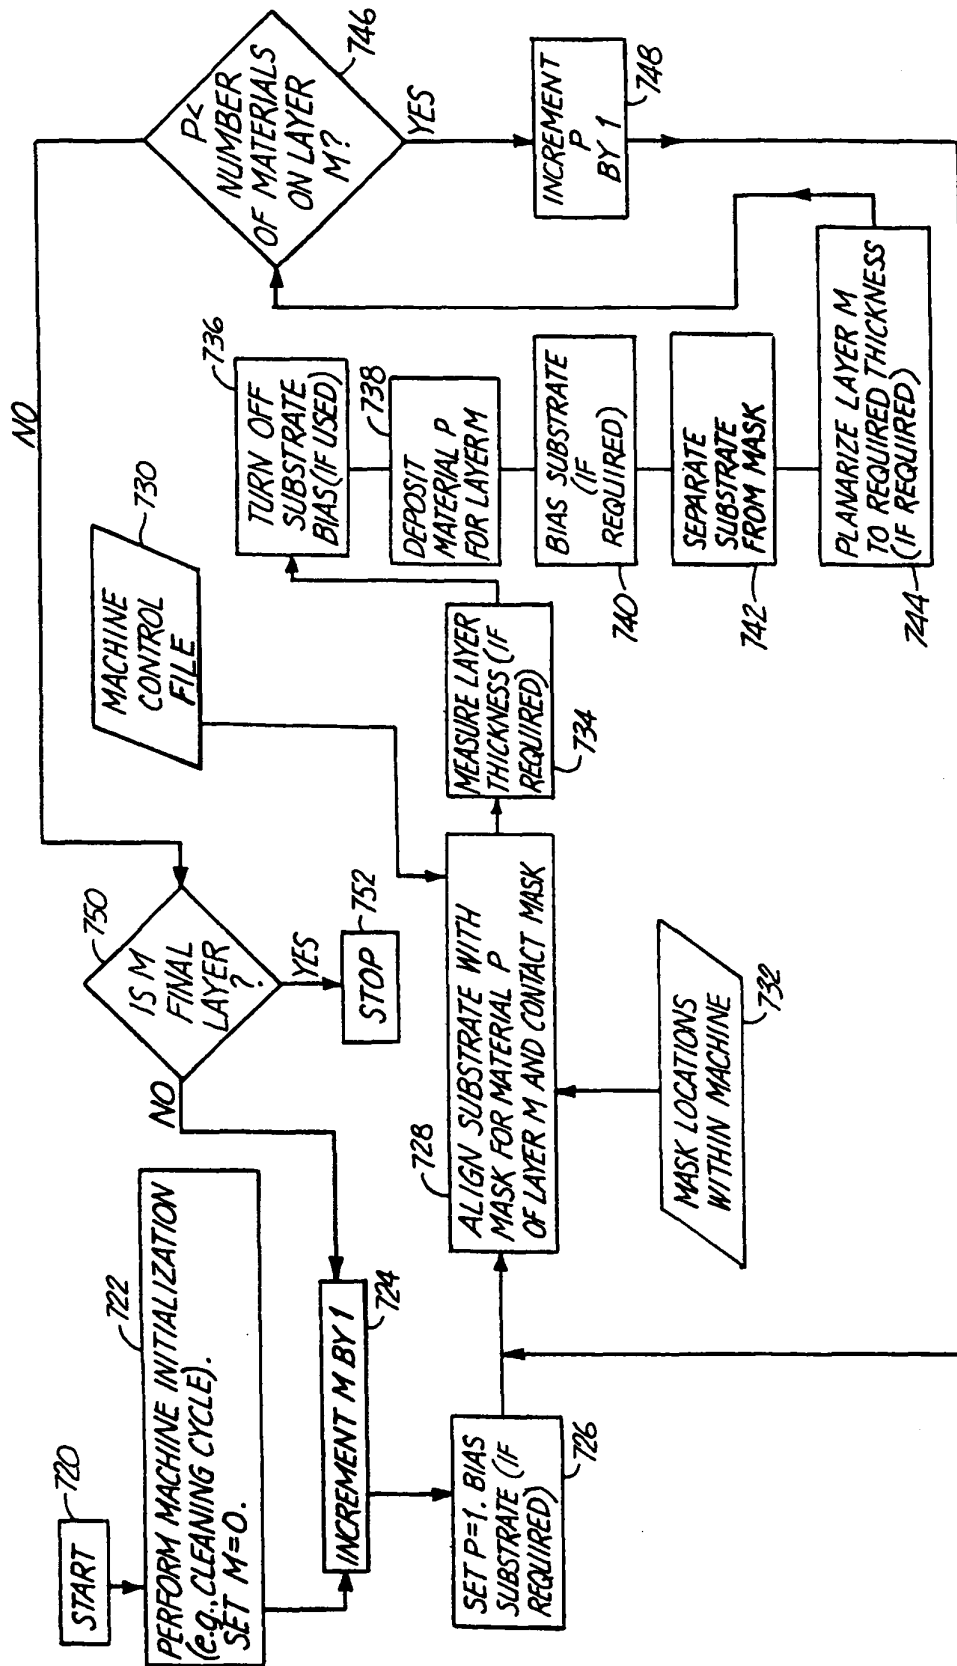 START
720
PERFORM MACHINE INITIALIZATION
(e.g., CLEANING CYCLE).
SET M=0.
722
INCREMENT M BY 1
724
SET P=1. BIAS
SUBSTRATE (IF
REQUIRED)
726
ALIGN SUBSTRATE WITH
MASK FOR MATERIAL P
OF LAYER M AND CONTACT MASK
728
MACHINE
CONTROL
FILE
730
MASK LOCATIONS
WITHIN MACHINE
732
MEASURE LAYER
THICKNESS (IF
REQUIRED)
734
TURN OFF
SUBSTRATE
BIAS (IF USED)
736
DEPOSIT
MATERIAL P
FOR LAYER M
738
BIAS SUBSTRATE
(IF
REQUIRED)
740
SEPARATE
SUBSTRATE
FROM MASK
742
PLANARIZE LAYER M
TO REQUIRED THICKNESS
(IF REQUIRED)
744
P<
NUMBER
OF MATERIALS
ON LAYER
M?
746
YES
INCREMENT
P
BY 1
748
NO
IS M
FINAL
LAYER
?
750
YES
STOP
752
NO